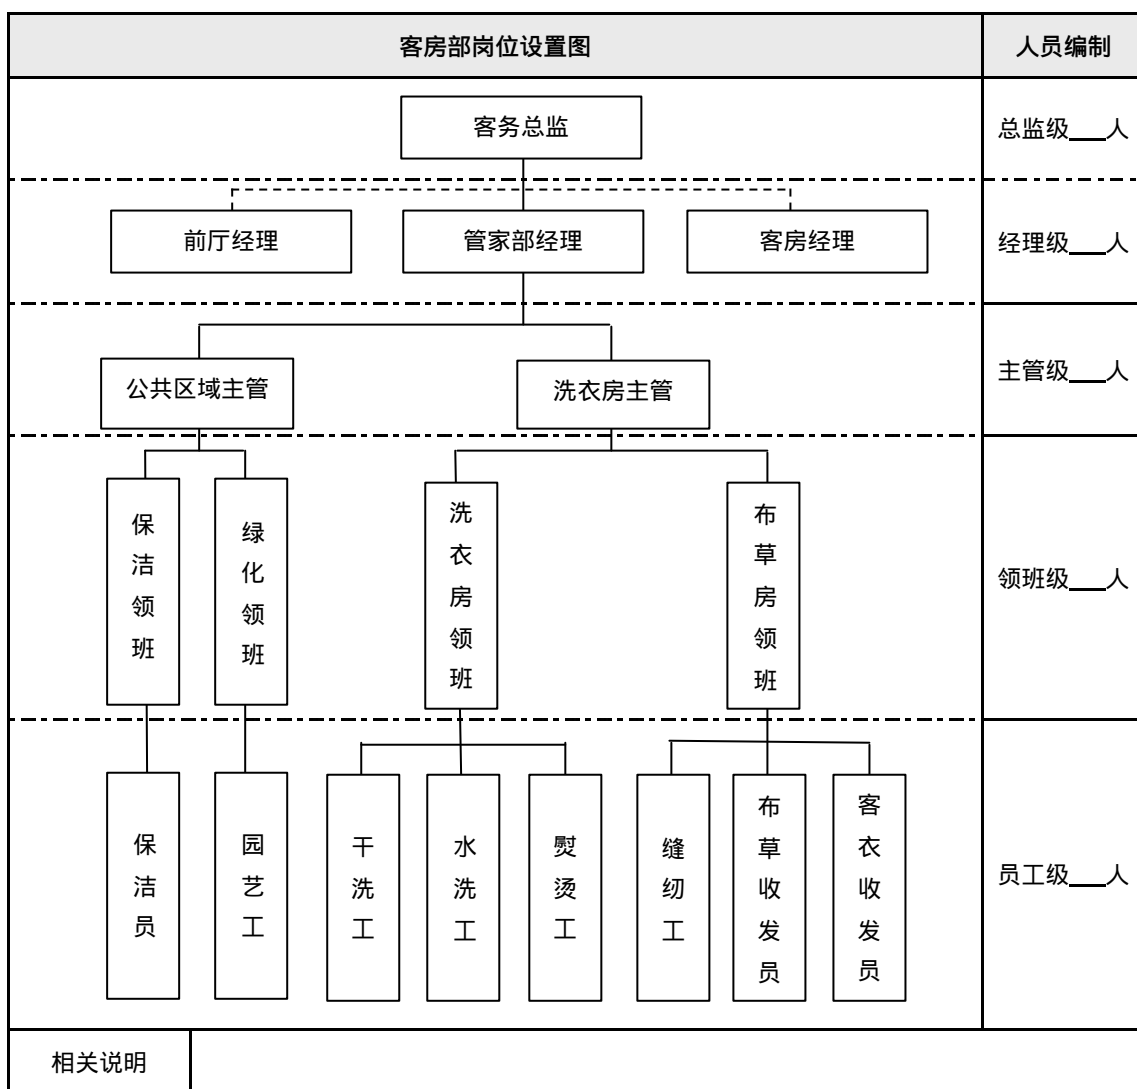 客房部岗位设置图
人员编制
客务总监
总监级___人
前厅经理
管家部经理
客房经理
经理级___人
公共区域主管
洗衣房主管
主管级___人
保洁领班
绿化领班
洗衣房领班
布草房领班
领班级___人
保洁员
园艺工
干洗工
水洗工
熨烫工
缝纫工
布草收发员
客衣收发员
员工级___人
相关说明